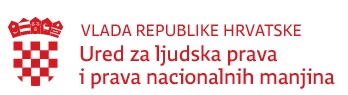 VLADA REPUBLIKE HRVATSKE
Ured za ljudska prava
i prava nacionalnih manjina